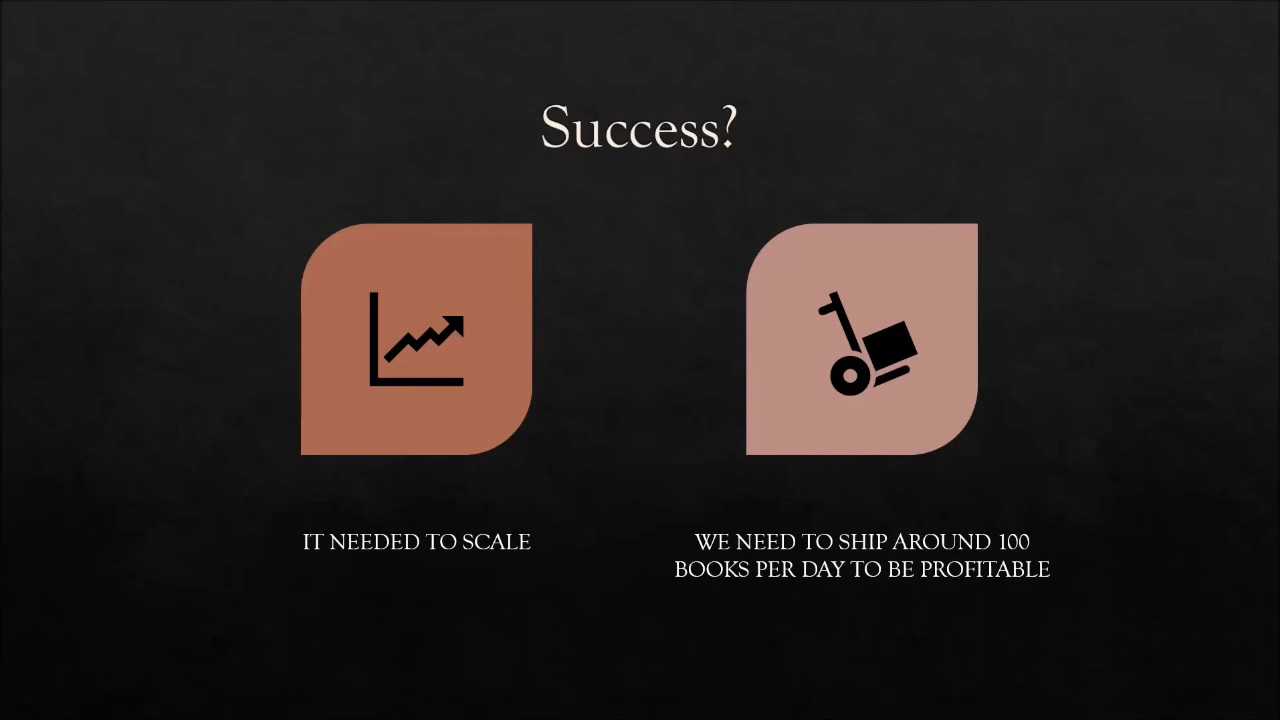 Success?
IT NEEDED TO SCALE
WE NEED TO SHIP AROUND 100
BOOKS PER DAY TO BE PROFITABLE